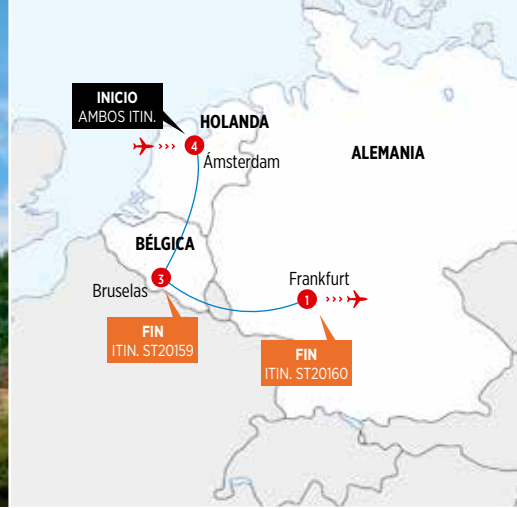 INICIO
AMBOS ITIN.
HOLANDA
4
Ámsterdam
ALEMANIA
BÉLGICA
3
Bruselas
Frankfurt
1
FIN
ITIN. ST20159
FIN
ITIN. ST20160